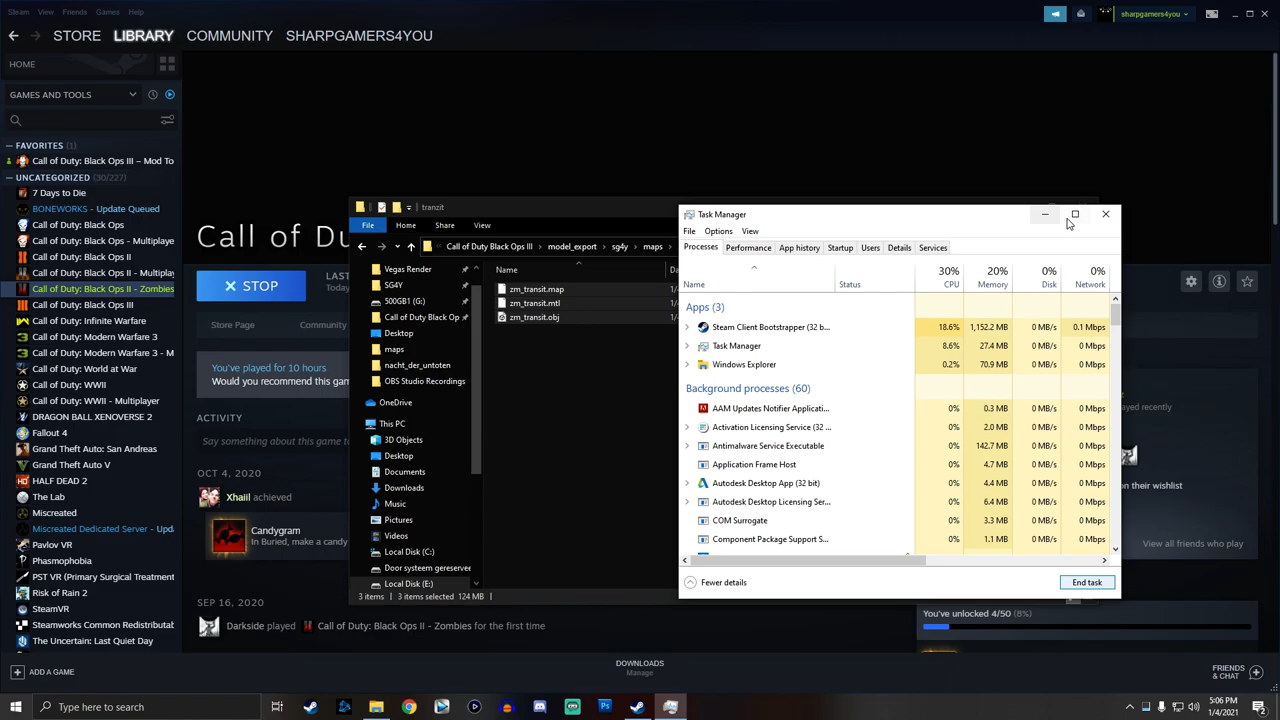 Steam View Friends Games Help
sharpgamers4you
STORE LIBRARY COMMUNITY SHARPGAMERS4YOU
HOME
GAMES AND TOOLS
FAVORITES (1)
Call of Duty: Black Ops III - Mod To
UNCATEGORIZED (30/227)
7 Days to Die
BONEWORKS - Update Queued
Call of Duty: Black Ops
Call of Duty: Black Ops - Multiplaye
Call of Duty: Black Ops II
Call of Duty: Black Ops II - Multiplay
Call of Duty: Black Ops II - Zombies
Call of Duty: Black Ops III
Call of Duty: Infinite Warfare
Call of Duty: Modern Warfare 3
Call of Duty: Modern Warfare 3 - M
Call of Duty: World at War
Call of Duty: WWII
Call of Duty: WWII - Multiplayer
DRAGON BALL XENOVERSE 2
Fallout 4
Grand Theft Auto: San Andreas
Grand Theft Auto V
HALF DEAD 2
The Lab
Miscreated
Miscreated Dedicated Server - Upda
Pavlov VR
Phasmophobia
PST VR (Primary Surgical Treatment
Risk of Rain 2
SteamVR
Steamworks Common Redistributab
The Uncertain: Last Quiet Day
ADD A GAME
Call of
STOP
LAST
Today
Store Page Community
You've played for 10 hours
Would you recommend this gam
ACTIVITY
Say something about this game to
OCT 4, 2020
Xhaiil achieved
Candygram
In Buried, make a candy
SEP 16, 2020
Darkside played Call of Duty: Black Ops II - Zombies for the first time
tranzit
File Home Share View
Call of Duty Black Ops III model_export sg4y maps
Name
Vegas Render
SG4Y
500GB1 (G:)
Call of Duty Black Op
Desktop
maps
nacht_der_untoten
OBS Studio Recordings
OneDrive
This PC
3D Objects
Desktop
Documents
Downloads
Music
Pictures
Videos
Local Disk (C:)
Door systeem gereserveer
Local Disk (E:)
zm_transit.map
zm_transit.mtl
zm_transit.obj
3 items 3 items selected 124 MB
Task Manager
File Options View
Processes Performance App history Startup Users Details Services
30% 20% 0% 0%
Name Status CPU Memory Disk Network
Apps (3)
Steam Client Bootstrapper (32 b... 18.6% 1,152.2 MB 0 MB/s 0.1 Mbps
Task Manager 8.6% 27.4 MB 0 MB/s 0 Mbps
Windows Explorer 0.2% 70.9 MB 0 MB/s 0 Mbps
Background processes (60)
AAM Updates Notifier Applicati... 0% 0.3 MB 0 MB/s 0 Mbps
Activation Licensing Service (32 ... 0% 2.0 MB 0 MB/s 0 Mbps
Antimalware Service Executable 0% 142.7 MB 0 MB/s 0 Mbps
Application Frame Host 0% 4.7 MB 0 MB/s 0 Mbps
Autodesk Desktop App (32 bit) 0% 4.4 MB 0 MB/s 0 Mbps
Autodesk Desktop Licensing Ser... 0% 6.4 MB 0 MB/s 0 Mbps
COM Surrogate 0% 3.3 MB 0 MB/s 0 Mbps
Component Package Support S... 0% 1.1 MB 0 MB/s 0 Mbps
Fewer details
End task
ayed recently
on their wishlist
View all friends who play
You've unlocked 4/50 (8%)
DOWNLOADS
Manage
FRIENDS
& CHAT
Type here to search
5:06 PM
1/4/2021